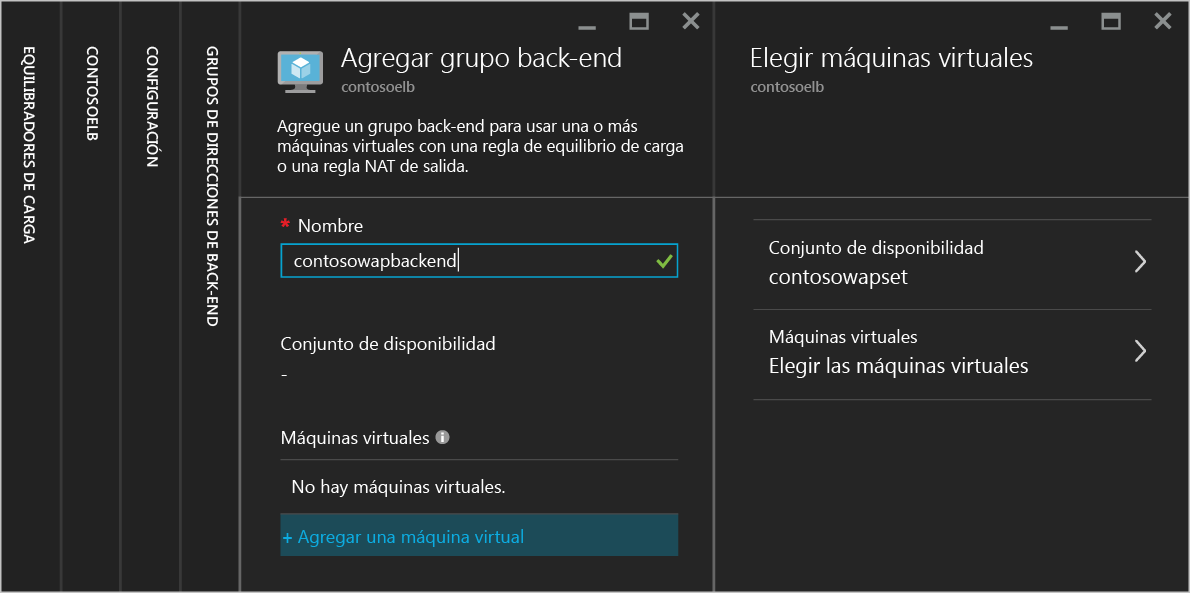 EQUILIBRADORES DE CARGA
CONTOSOELB
CONFIGURACIÓN
GRUPOS DE DIRECCIONES DE BACK-END
Agregar grupo back-end
contosoelb
Agregue un grupo back-end para usar una o más
máquinas virtuales con una regla de equilibrio de carga
o una regla NAT de salida.
* Nombre
contosowapbackend
Conjunto de disponibilidad
-
Máquinas virtuales
No hay máquinas virtuales.
+ Agregar una máquina virtual
Elegir máquinas virtuales
contosoelb
Conjunto de disponibilidad
contosowapset
Máquinas virtuales
Elegir las máquinas virtuales